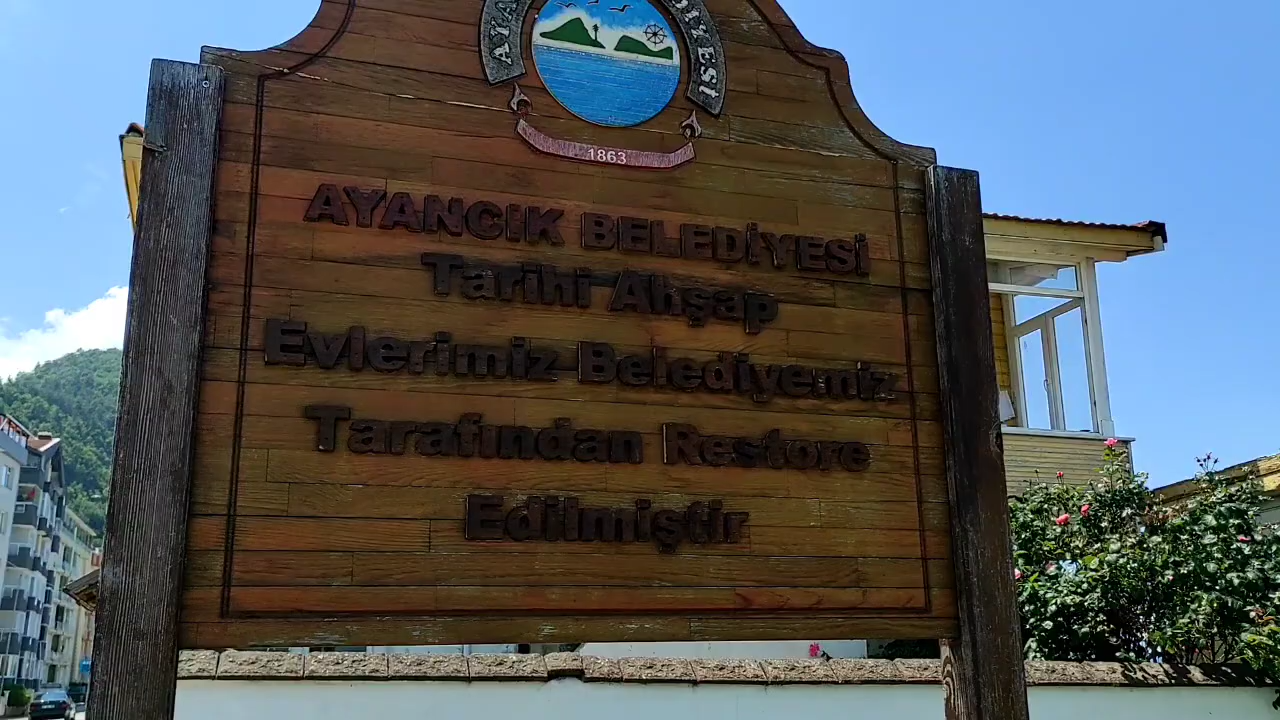 1863
AYANCIK BELEDİYESİ
Tarihi Ahşap
Evlerimiz Belediyemiz
Tarafından Restore
Edilmiştir